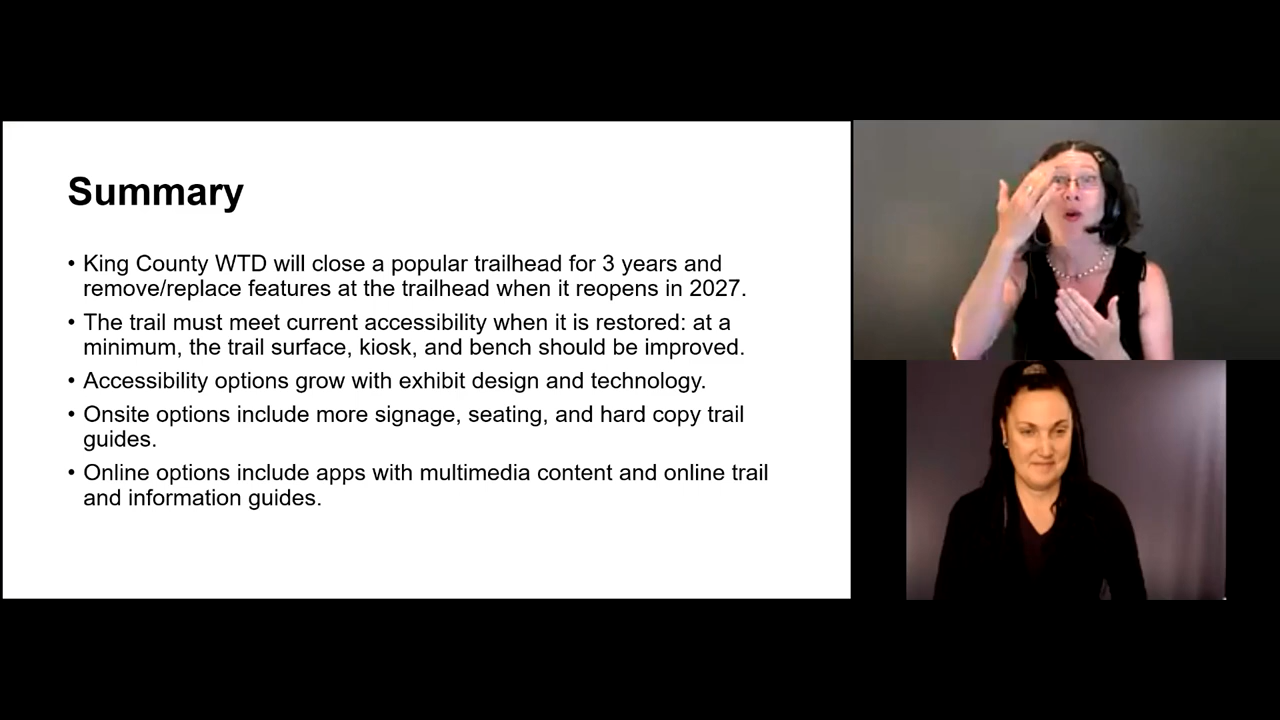 Summary
• King County WTD will close a popular trailhead for 3 years and
remove/replace features at the trailhead when it reopens in 2027.
• The trail must meet current accessibility when it is restored: at a
minimum, the trail surface, kiosk, and bench should be improved.
• Accessibility options grow with exhibit design and technology.
• Onsite options include more signage, seating, and hard copy trail
guides.
• Online options include apps with multimedia content and online trail
and information guides.